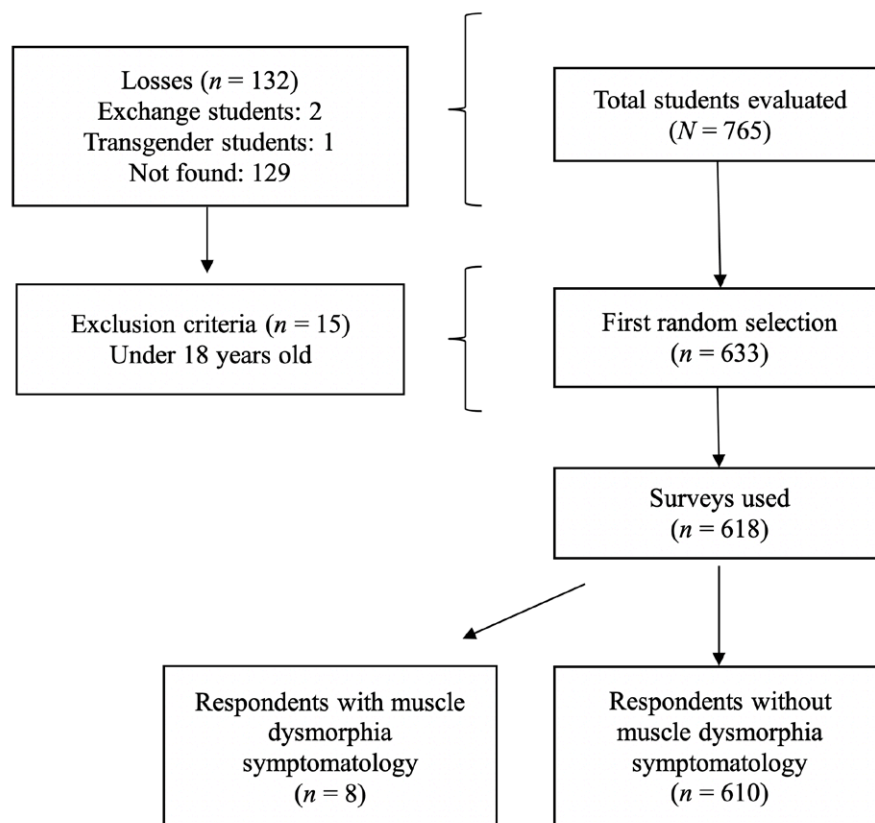 Losses (n = 132)
Exchange students: 2
Transgender students: 1
Not found: 129
Total students evaluated
(N = 765)
Exclusion criteria (n = 15)
Under 18 years old
First random selection
(n = 633)
Surveys used
(n = 618)
Respondents with muscle
dysmorphia
symptomatology
(n = 8)
Respondents without
muscle dysmorphia
symptomatology
(n = 610)